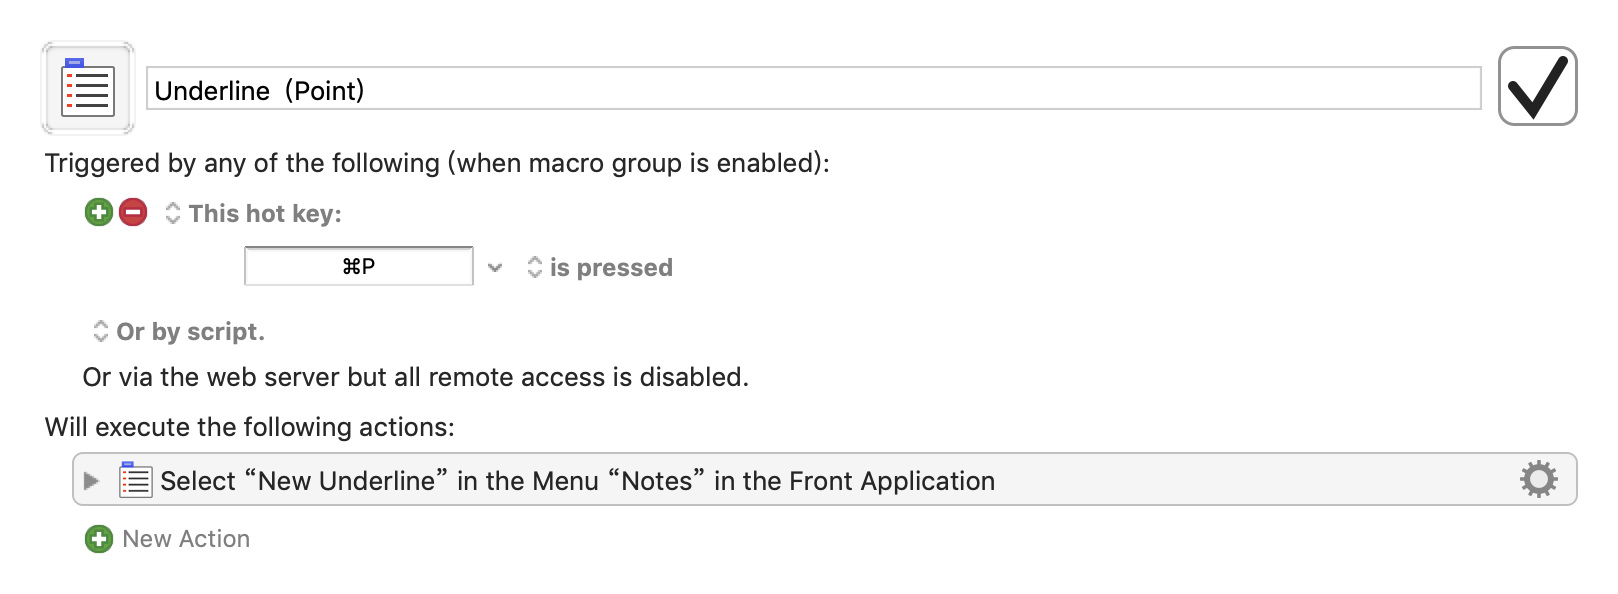 Underline  (Point)
Triggered by any of the following (when macro group is enabled):
This hot key:
⌘P is pressed
Or by script.
Or via the web server but all remote access is disabled.
Will execute the following actions:
Select “New Underline” in the Menu “Notes” in the Front Application
New Action